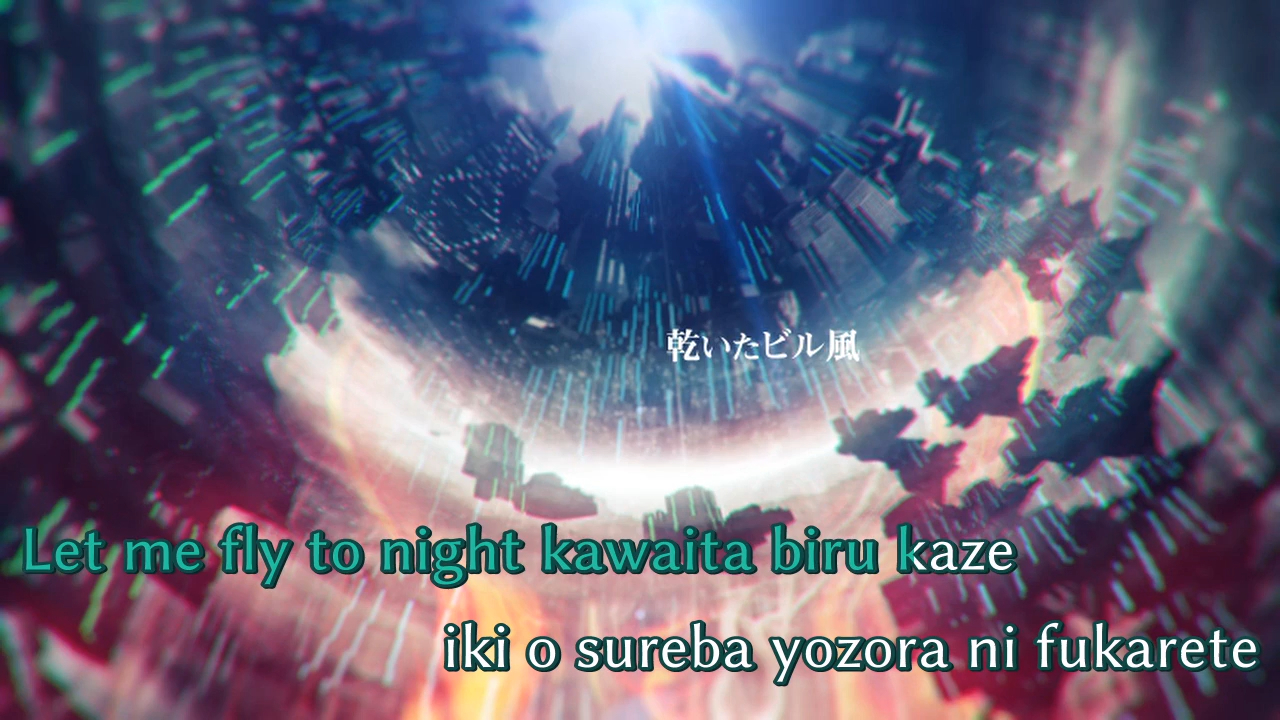 乾いたビル風
Let me fly to night kawaita biru kaze
iki o sureba yozora ni fukarete